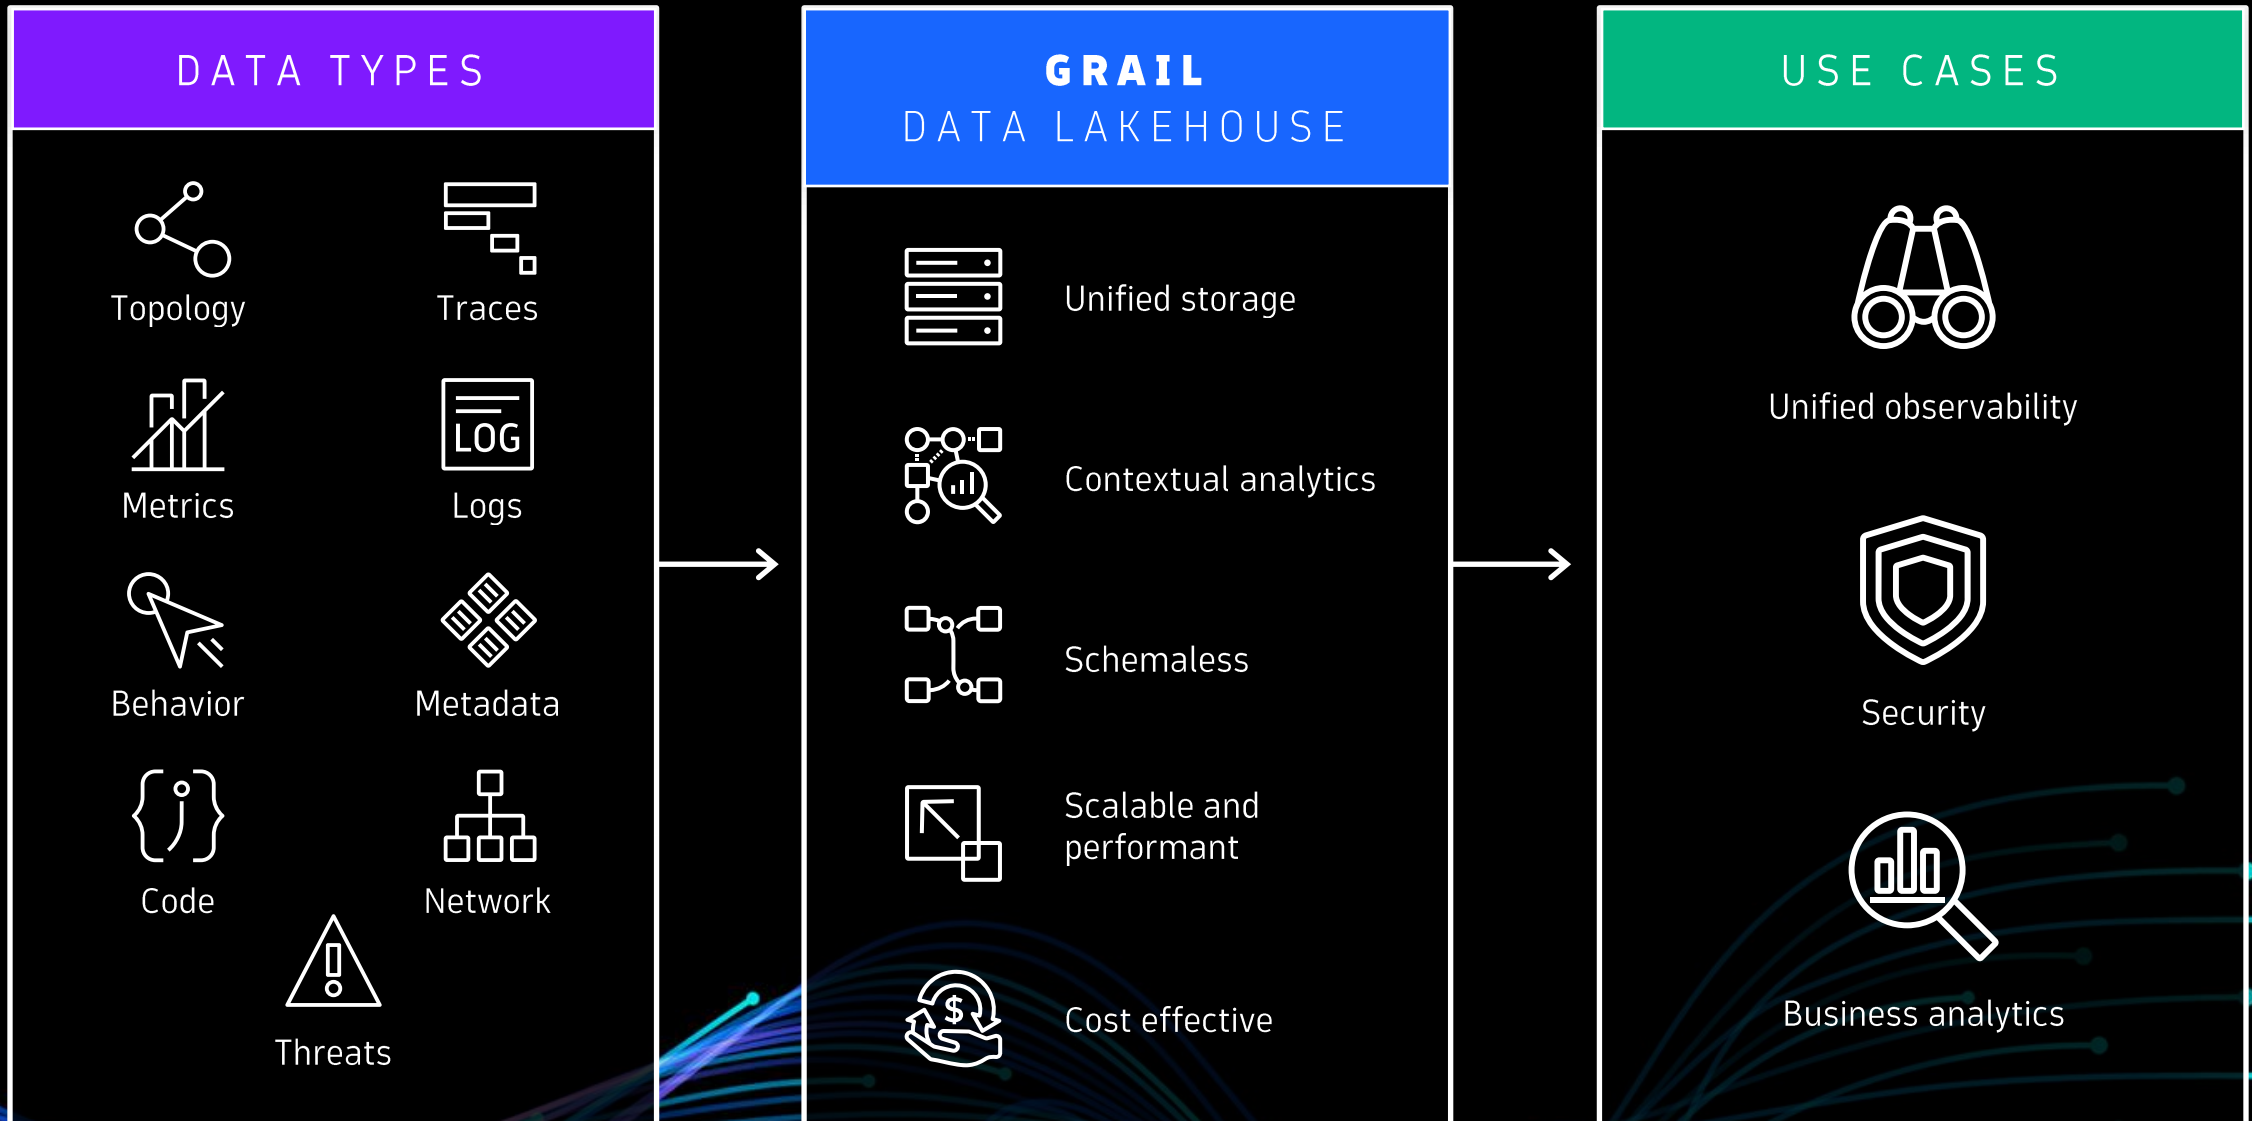 DATA TYPES
Topology
Traces
Metrics
LOG
Logs
Behavior
Metadata
Code
Network
Threats
GRAIL
DATA LAKEHOUSE
Unified storage
Contextual analytics
Schemaless
Scalable and
performant
$
Cost effective
USE CASES
Unified observability
Security
Business analytics